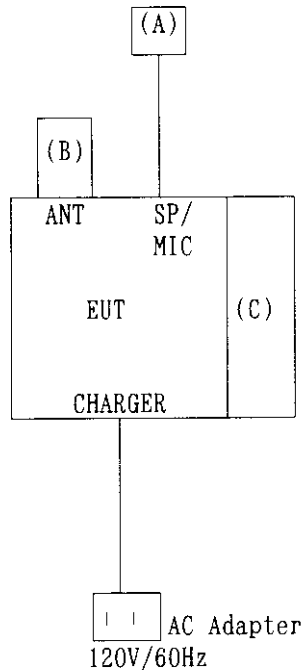 (A)
(B)
ANT SP/
MIC
EUT (C)
CHARGER
AC Adapter
120V/60Hz